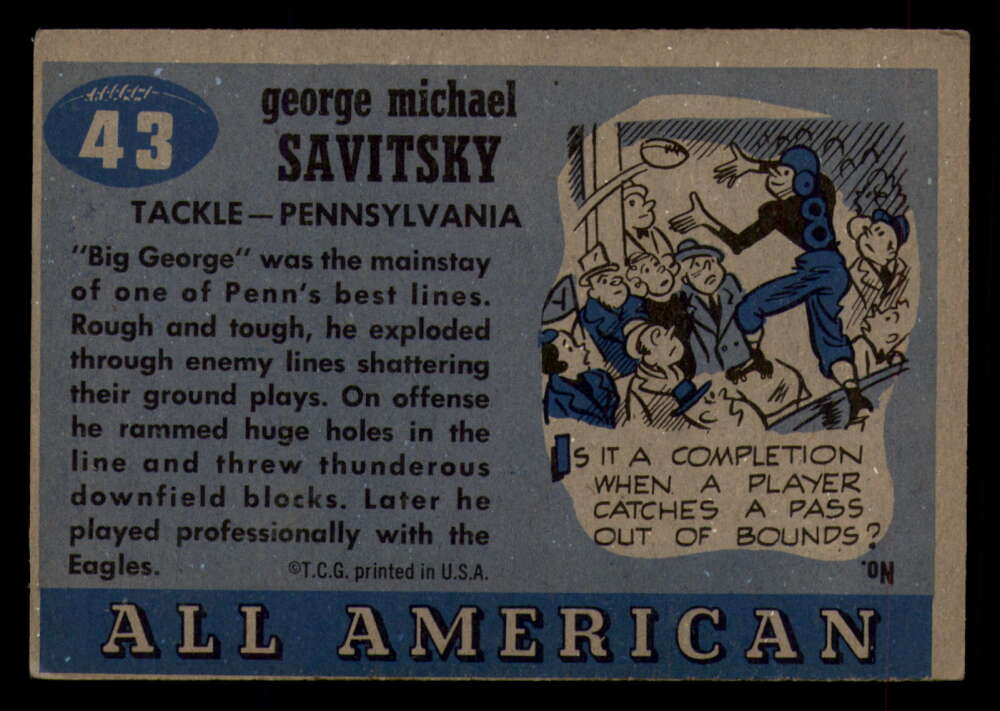 43
george michael
SAVITSKY
TACKLE — PENNSYLVANIA
"Big George" was the mainstay
of one of Penn's best lines.
Rough and tough, he exploded
through enemy lines shattering
their ground plays. On offense
he rammed huge holes in the
line and threw thunderous
downfield blocks. Later he
played professionally with the
Eagles.
©T.C.G. printed in U.S.A.
IS IT A COMPLETION
WHEN A PLAYER
CATCHES A PASS
OUT OF BOUNDS?
No.
ALL AMERICAN